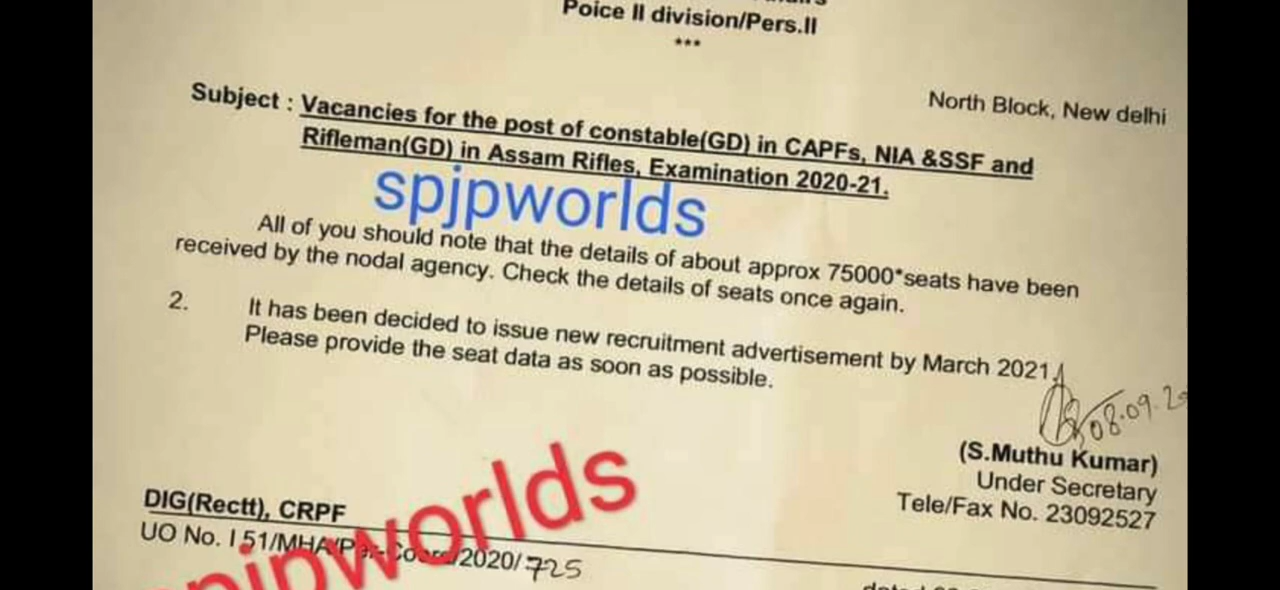 Poice II division/Pers.II
***
North Block, New delhi
Subject : Vacancies for the post of constable(GD) in CAPFs, NIA &SSF and
Rifleman(GD) in Assam Rifles, Examination 2020-21.
spjpworlds
All of you should note that the details of about approx 75000*seats have been
received by the nodal agency. Check the details of seats once again.
2. It has been decided to issue new recruitment advertisement by March 2021.
Please provide the seat data as soon as possible.
08.09.2
(S.Muthu Kumar)
Under Secretary
Tele/Fax No. 23092527
spjpworlds
DIG(Rectt), CRPF
UO No. I 51/MHA/ /2020/725
dated